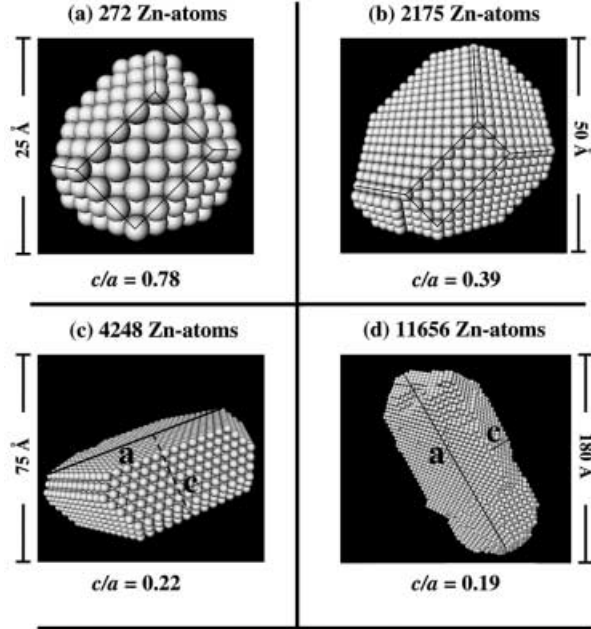 (a) 272 Zn-atoms
25 Å
c/a = 0.78
(b) 2175 Zn-atoms
50 Å
c/a = 0.39
(c) 4248 Zn-atoms
75 Å
a
c
c/a = 0.22
(d) 11656 Zn-atoms
a
c
180 Å
c/a = 0.19